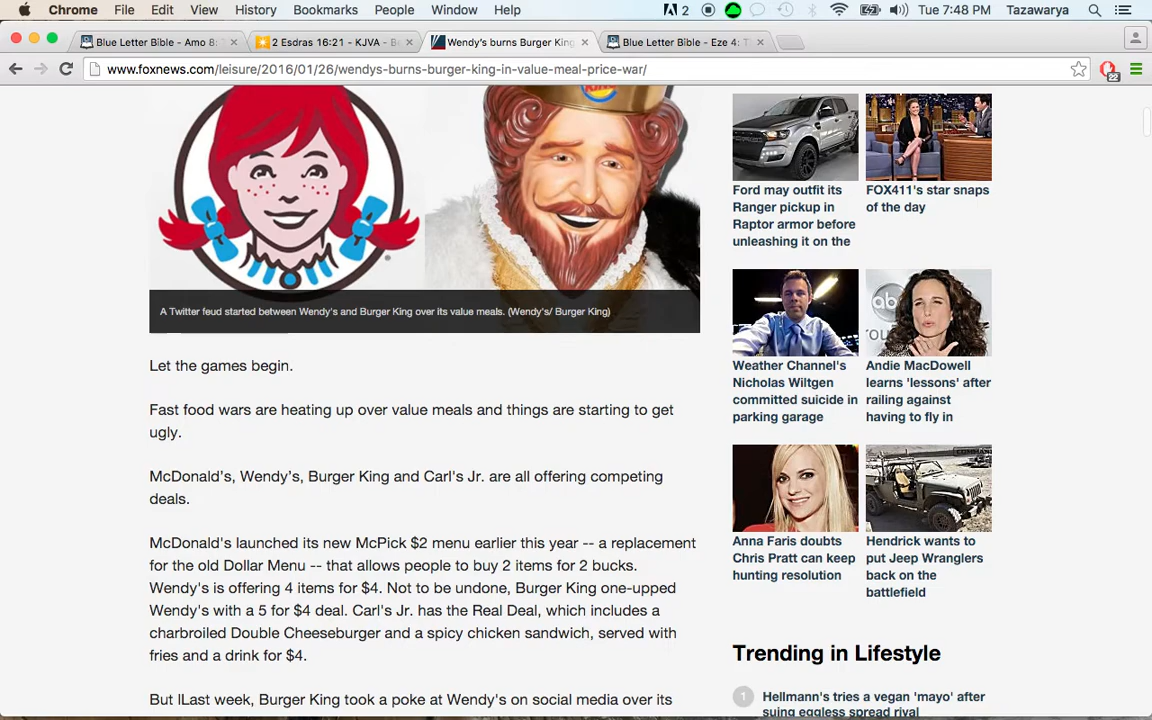 Chrome File Edit View History Bookmarks People Window Help 2 Tue 7:48 PM Tazawarya
Blue Letter Bible - Amo 8: 2 Esdras 16:21 - KJVA - Be Wendy's burns Burger King Blue Letter Bible - Eze 4: T
www.foxnews.com/leisure/2016/01/26/wendys-burns-burger-king-in-value-meal-price-war/
22
A Twitter feud started between Wendy's and Burger King over its value meals. (Wendy's/ Burger King)
Let the games begin.
Fast food wars are heating up over value meals and things are starting to get
ugly.
McDonald's, Wendy's, Burger King and Carl's Jr. are all offering competing
deals.
McDonald's launched its new McPick $2 menu earlier this year -- a replacement
for the old Dollar Menu -- that allows people to buy 2 items for 2 bucks.
Wendy's is offering 4 items for $4. Not to be undone, Burger King one-upped
Wendy's with a 5 for $4 deal. Carl's Jr. has the Real Deal, which includes a
charbroiled Double Cheeseburger and a spicy chicken sandwich, served with
fries and a drink for $4.
But lLast week, Burger King took a poke at Wendy's on social media over its
Ford may outfit its
Ranger pickup in
Raptor armor before
unleashing it on the
FOX411's star snaps
of the day
abc
Weather Channel's
Nicholas Wiltgen
committed suicide in
parking garage
Andie MacDowell
learns 'lessons' after
railing against
having to fly in
Anna Faris doubts
Chris Pratt can keep
hunting resolution
Hendrick wants to
put Jeep Wranglers
back on the
battlefield
Trending in Lifestyle
1 Hellmann's tries a vegan 'mayo' after
suing eggless spread rival